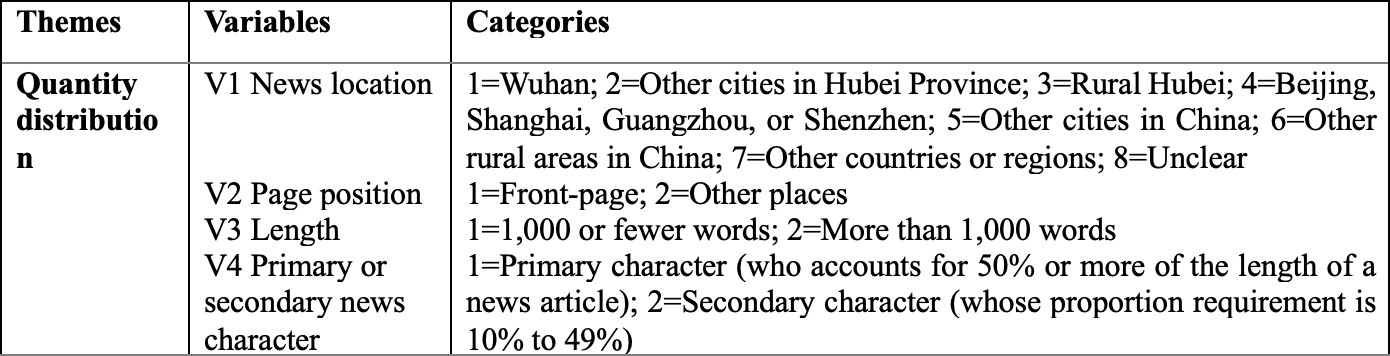 Themes Variables Categories
Quantity V1 News location 1=Wuhan; 2=Other cities in Hubei Province; 3=Rural Hubei; 4=Beijing,
distributio Shanghai, Guangzhou, or Shenzhen; 5=Other cities in China; 6=Other
n rural areas in China; 7=Other countries or regions; 8=Unclear
V2 Page position 1=Front-page; 2=Other places
V3 Length 1=1,000 or fewer words; 2=More than 1,000 words
V4 Primary or 1=Primary character (who accounts for 50% or more of the length of a
secondary news news article); 2=Secondary character (whose proportion requirement is
character 10% to 49%)